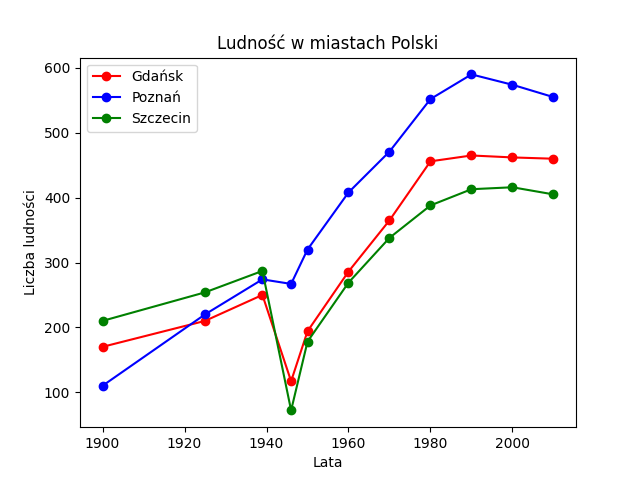 Ludność w miastach Polski
Gdańsk
Poznań
Szczecin
Liczba ludności
600
500
400
300
200
100
1900
1920
1940
1960
1980
2000
Lata